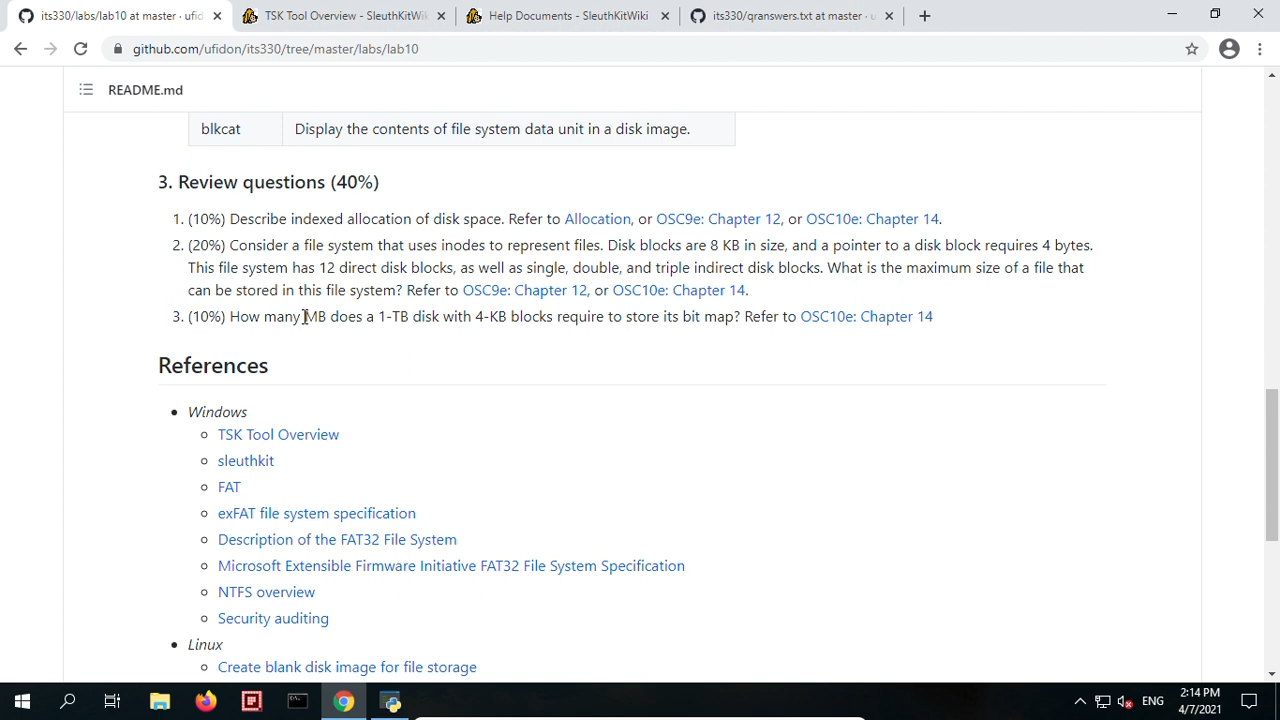 its330/labs/lab10 at master · ufid
TSK Tool Overview - SleuthKitWi
Help Documents - SleuthKitWiki
its330/qranswers.txt at master · u
github.com/ufidon/its330/tree/master/labs/lab10
README.md
blkcat Display the contents of file system data unit in a disk image.
3. Review questions (40%)
1. (10%) Describe indexed allocation of disk space. Refer to Allocation, or OSC9e: Chapter 12, or OSC10e: Chapter 14.
2. (20%) Consider a file system that uses inodes to represent files. Disk blocks are 8 KB in size, and a pointer to a disk block requires 4 bytes.
This file system has 12 direct disk blocks, as well as single, double, and triple indirect disk blocks. What is the maximum size of a file that
can be stored in this file system? Refer to OSC9e: Chapter 12, or OSC10e: Chapter 14.
3. (10%) How many MB does a 1-TB disk with 4-KB blocks require to store its bit map? Refer to OSC10e: Chapter 14
References
Windows
TSK Tool Overview
sleuthkit
FAT
exFAT file system specification
Description of the FAT32 File System
Microsoft Extensible Firmware Initiative FAT32 File System Specification
NTFS overview
Security auditing
Linux
Create blank disk image for file storage
ENG
2:14 PM
4/7/2021